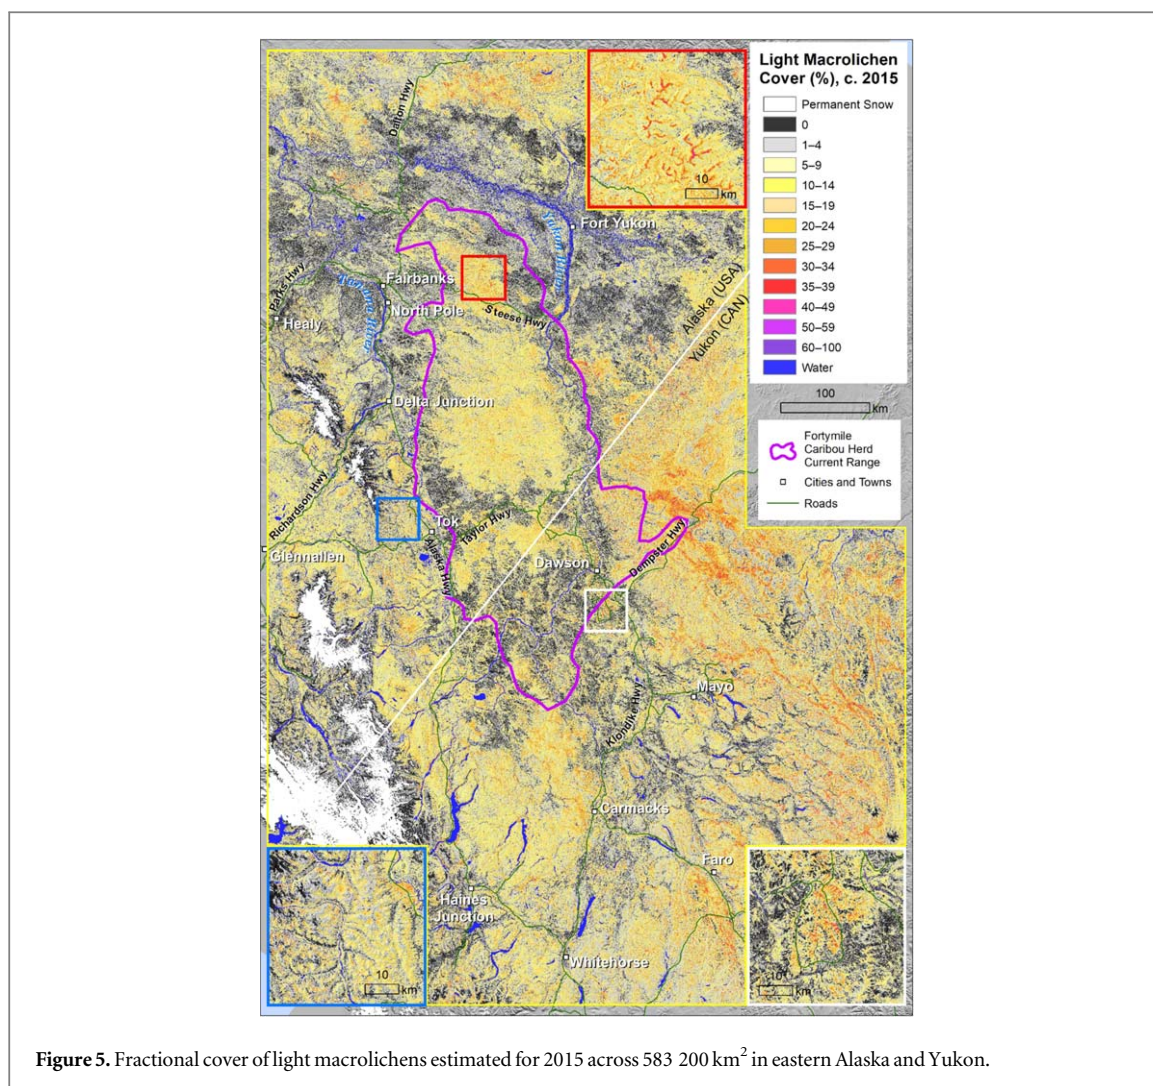 Light Macrolichen
Cover (%), c. 2015
Permanent Snow
0
1–4
5–9
10–14
15–19
20–24
25–29
30–34
35–39
40–49
50–59
60–100
Water
100
km
Fortymile
Caribou Herd
Current Range
Cities and Towns
Roads
10
km
Dalton Hwy
Fort Yukon
Yukon River
Alaska (USA)
Yukon (CAN)
Parks Hwy
Fairbanks
Tanana River
North Pole
Steese Hwy
Healy
Delta Junction
Richardson Hwy
Tok
Taylor Hwy
Alaska Hwy
Glennallen
Dawson
Dempster Hwy
Mayo
Klondike Hwy
Carmacks
Faro
Haines
Junction
Whitehorse
10
km
10
km
Figure 5. Fractional cover of light macrolichens estimated for 2015 across 583 200 km² in eastern Alaska and Yukon.